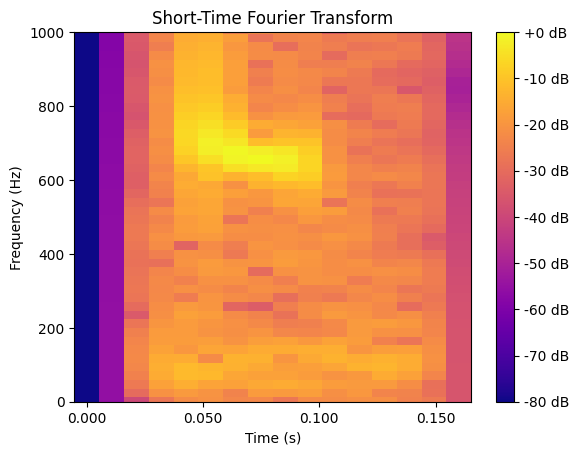 Short-Time Fourier Transform
Frequency (Hz)
1000
800
600
400
200
0
0.000
0.050
0.100
0.150
Time (s)
+0 dB
-10 dB
-20 dB
-30 dB
-40 dB
-50 dB
-60 dB
-70 dB
-80 dB